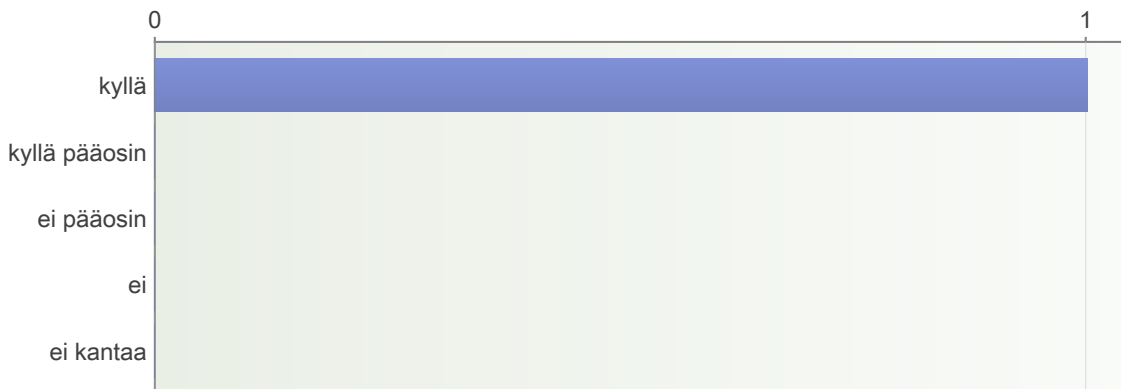 0 1
kyllä
kyllä pääosin
ei pääosin
ei
ei kantaa